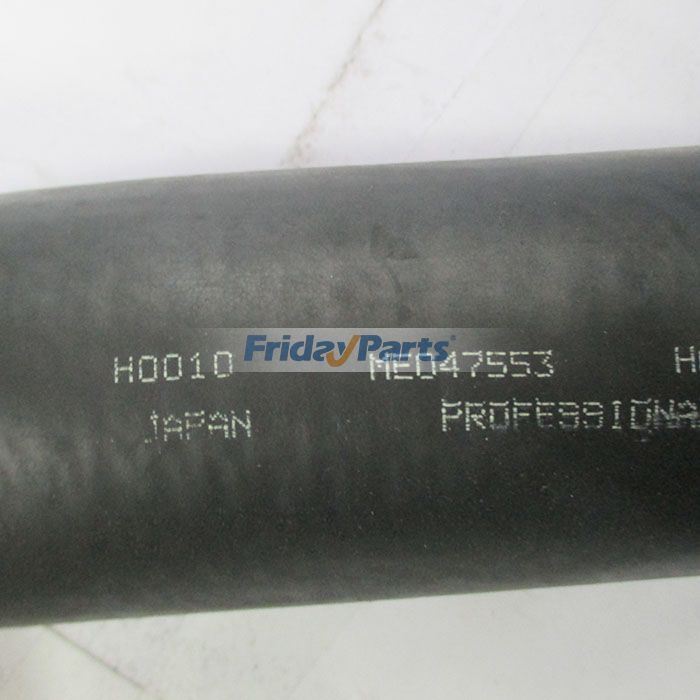 FridayParts
H0010 ME047553 H
JAPAN PROFESSIONA